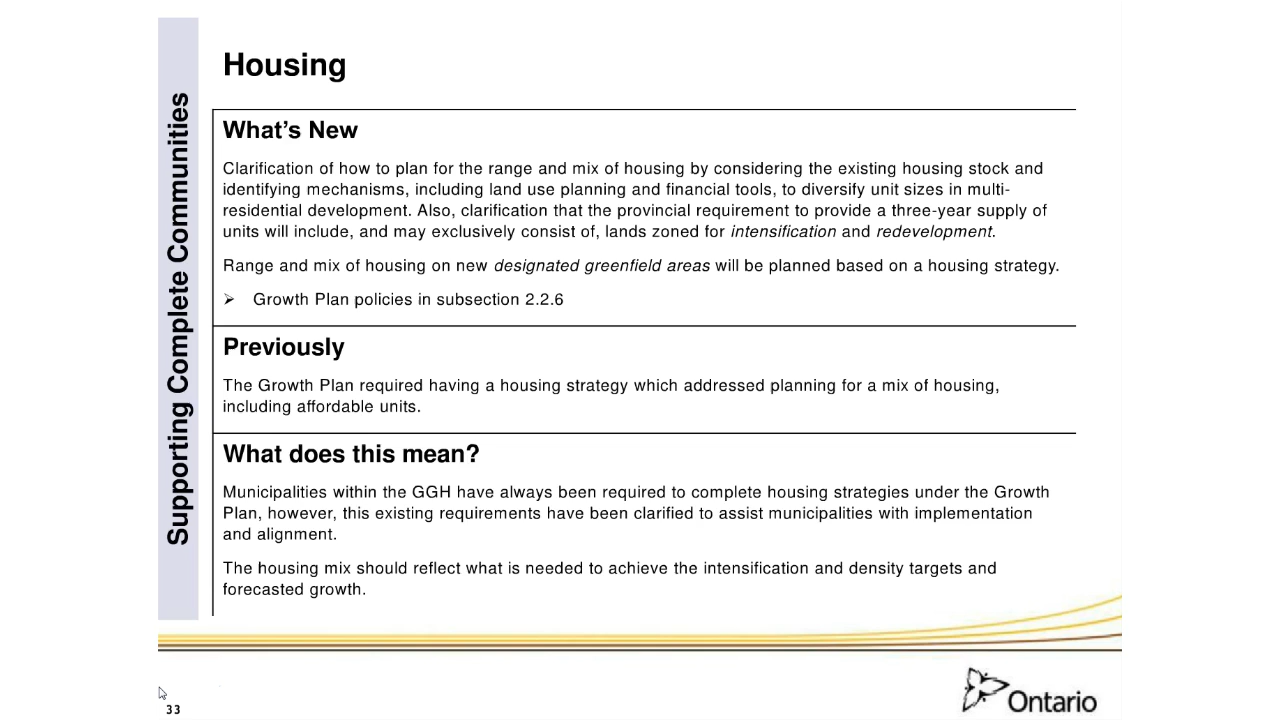 Supporting Complete Communities
Housing
What's New
Clarification of how to plan for the range and mix of housing by considering the existing housing stock and
identifying mechanisms, including land use planning and financial tools, to diversify unit sizes in multi-
residential development. Also, clarification that the provincial requirement to provide a three-year supply of
units will include, and may exclusively consist of, lands zoned for intensification and redevelopment.
Range and mix of housing on new designated greenfield areas will be planned based on a housing strategy.
➢ Growth Plan policies in subsection 2.2.6
Previously
The Growth Plan required having a housing strategy which addressed planning for a mix of housing,
including affordable units.
What does this mean?
Municipalities within the GGH have always been required to complete housing strategies under the Growth
Plan, however, this existing requirements have been clarified to assist municipalities with implementation
and alignment.
The housing mix should reflect what is needed to achieve the intensification and density targets and
forecasted growth.
33
Ontario